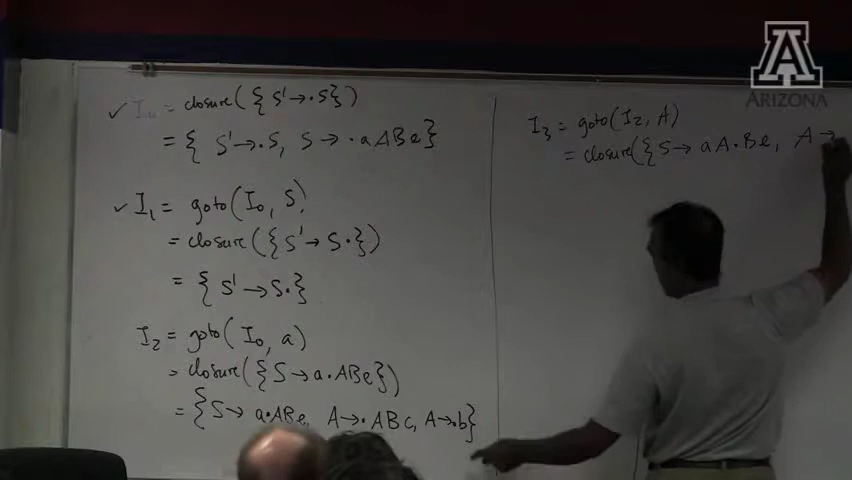 ✓ I₀ = closure({S'→.S})
= { S'→.S, S → .aABe}
✓ I₁ = goto(I₀, S)
= closure({S'→ S.})
= {S'→S.}
I₂ = goto(I₀, a)
= closure({S→a.ABe})
= {S→ a.ABe, A→.ABc, A→.b}
I₃ = goto(I₂, A)
= closure({S→ aA.Be, A →
A
ARIZONA